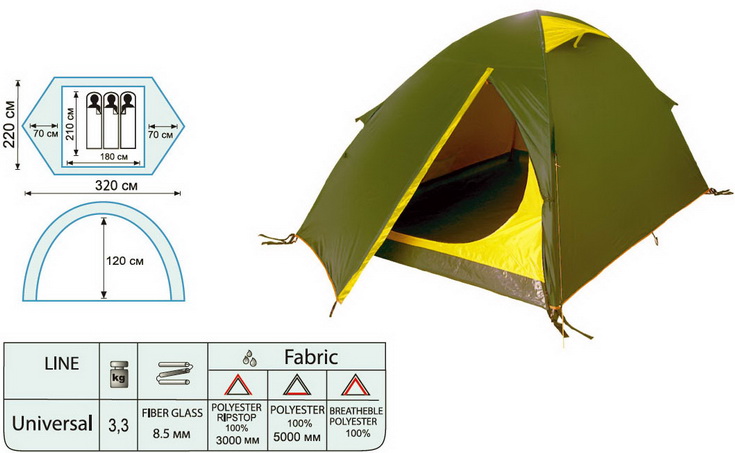 220 см
70 см
210 см
180 см
70 см
320 см
120 см
LINE
kg
Fabric
Universal
3,3
FIBER GLASS
8.5 мм
POLYESTER
RIPSTOP
100%
3000 мм
POLYESTER
100%
5000 мм
BREATHEBLE
POLYESTER
100%